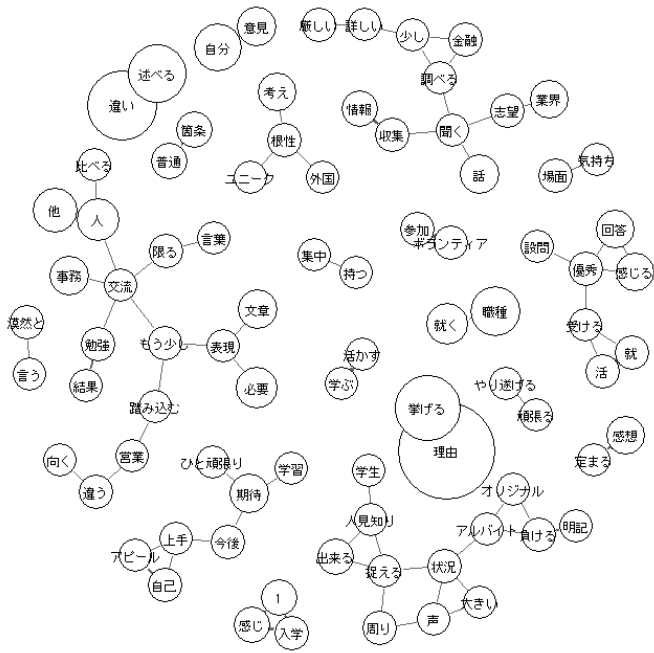 意見
自分
厳しい
詳しい
少し
金融
述べる
違い
調べる
考え
情報
収集
聞く
志望
業界
箇条
普通
根性
ユニーク
外国
話
気持ち
場面
比べる
他
人
限る
言葉
参加
ボランティア
集中
持つ
回答
設問
優秀
感じる
事務
交流
文章
職種
就く
漠然と
言う
勉強
もう少し
表現
結果
必要
活かす
学ぶ
受ける
就
活
踏み込む
挙げる
理由
やり遂げる
頑張る
感想
定まる
向く
営業
違う
ひと頑張り
学習
期待
学生
オリジナル
人見知り
アルバイト
負ける
明記
アピール
上手
今後
自己
出来る
捉える
状況
大きい
周り
声
1
感じ
入学